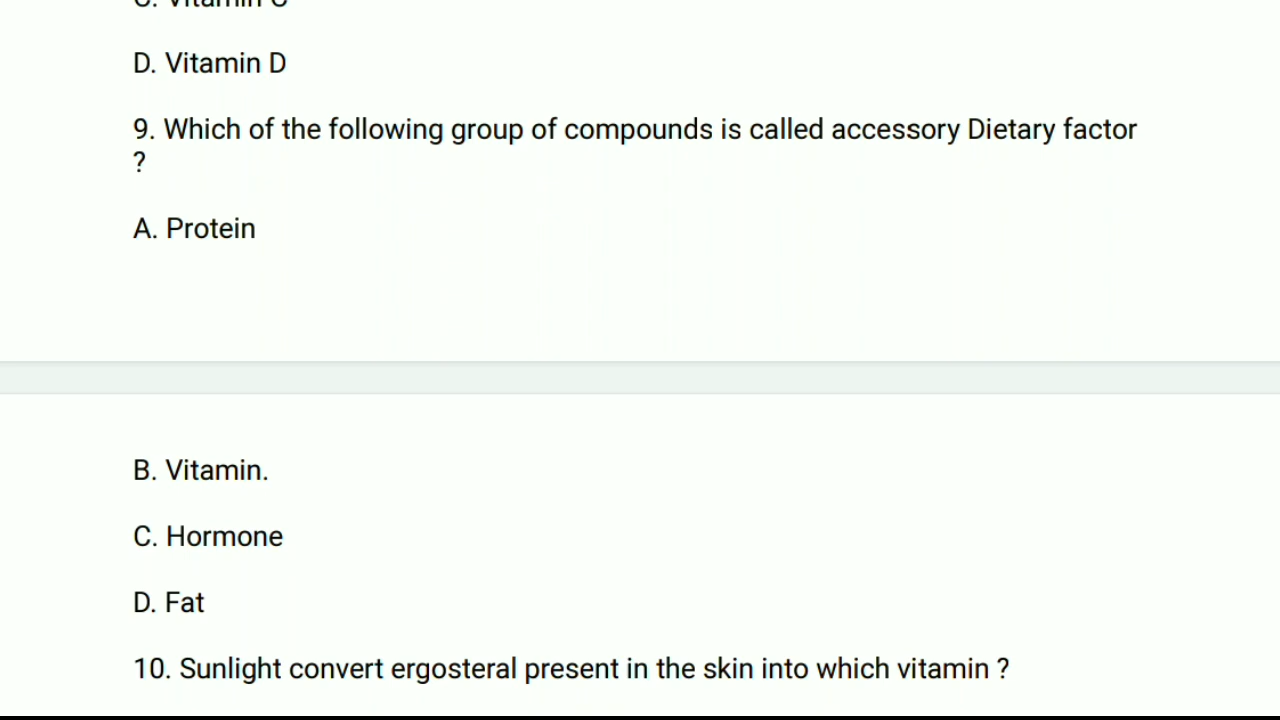 C. Vitamin C
D. Vitamin D
9. Which of the following group of compounds is called accessory Dietary factor
?
A. Protein
B. Vitamin.
C. Hormone
D. Fat
10. Sunlight convert ergosteral present in the skin into which vitamin ?